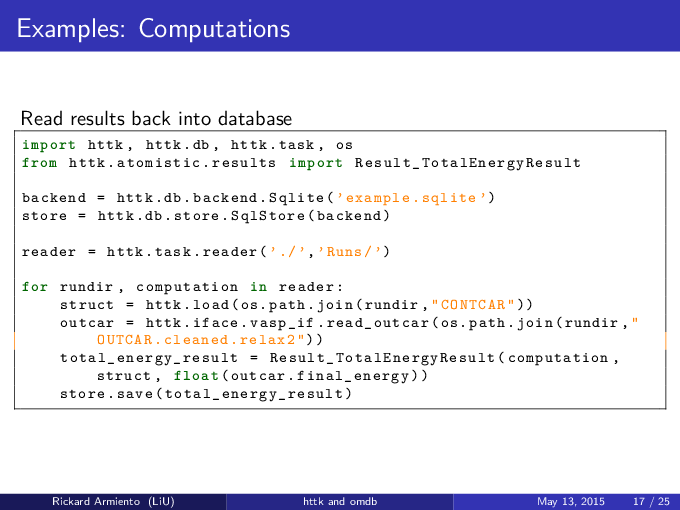 Examples: Computations
Read results back into database
import httk, httk.db, httk.task, os
from httk.atomistic.results import Result_TotalEnergyResult
backend = httk.db.backend.Sqlite('example.sqlite')
store = httk.db.store.SqlStore(backend)
reader = httk.task.reader('./','Runs/')
for rundir, computation in reader:
    struct = httk.load(os.path.join(rundir,"CONTCAR"))
    outcar = httk.iface.vasp_if.read_outcar(os.path.join(rundir,"
        OUTCAR.cleaned.relax2"))
    total_energy_result = Result_TotalEnergyResult(computation,
        struct, float(outcar.final_energy))
    store.save(total_energy_result)
Rickard Armiento (LiU) httk and omdb May 13, 2015 17 / 25